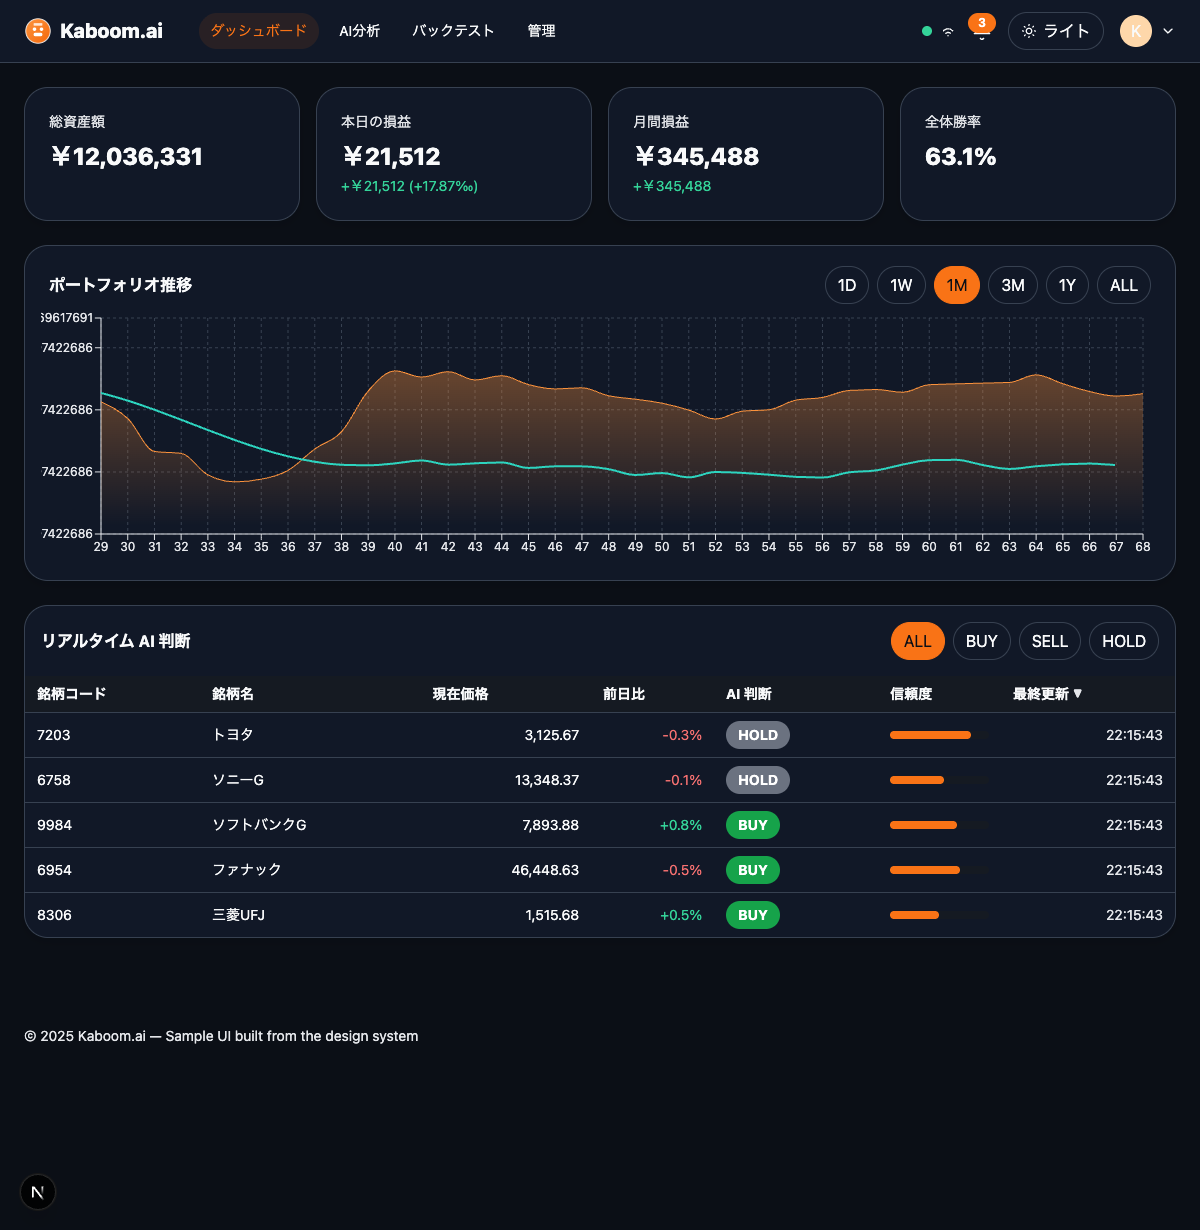 Kaboom.ai
ダッシュボード AI分析 バックテスト 管理
3
ライト
K
総資産額
¥12,036,331
本日の損益
¥21,512
+¥21,512 (+17.87‰)
月間損益
¥345,488
+¥345,488
全体勝率
63.1%
ポートフォリオ推移
1D 1W 1M 3M 1Y ALL
69617691
7422686
7422686
7422686
7422686
29 30 31 32 33 34 35 36 37 38 39 40 41 42 43 44 45 46 47 48 49 50 51 52 53 54 55 56 57 58 59 60 61 62 63 64 65 66 67 68
リアルタイム AI 判断
ALL BUY SELL HOLD
銘柄コード 銘柄名 現在価格 前日比 AI 判断 信頼度 最終更新▼
7203 トヨタ 3,125.67 -0.3% HOLD 22:15:43
6758 ソニーG 13,348.37 -0.1% HOLD 22:15:43
9984 ソフトバンクG 7,893.88 +0.8% BUY 22:15:43
6954 ファナック 46,448.63 -0.5% BUY 22:15:43
8306 三菱UFJ 1,515.68 +0.5% BUY 22:15:43
© 2025 Kaboom.ai — Sample UI built from the design system
N